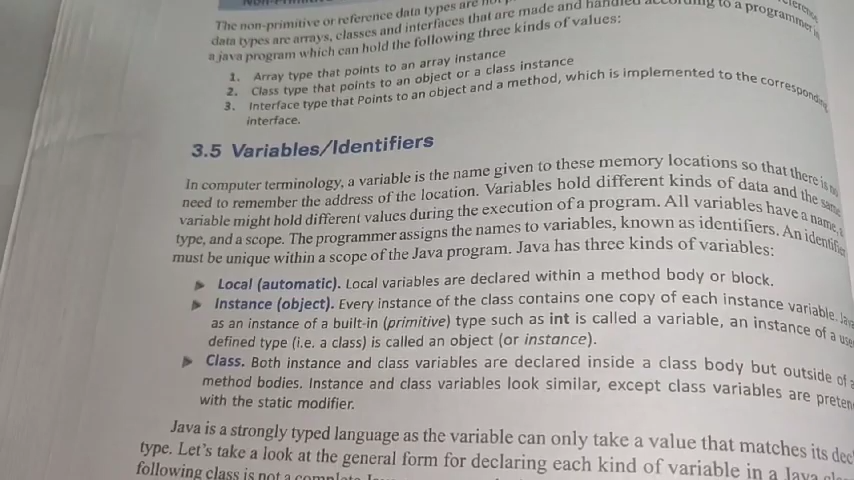 The non-primitive or reference data types are
data types are arrays, classes and interfaces that are made and handled according to a programmer
a java program which can hold the following three kinds of values:
1. Array type that points to an array instance
2. Class type that points to an object or a class instance
3. Interface type that Points to an object and a method, which is implemented to the corresponding
interface.
3.5 Variables/Identifiers
In computer terminology, a variable is the name given to these memory locations so that there is no
need to remember the address of the location. Variables hold different kinds of data and the same
variable might hold different values during the execution of a program. All variables have a name, a
type, and a scope. The programmer assigns the names to variables, known as identifiers. An identifier
must be unique within a scope of the Java program. Java has three kinds of variables:
Local (automatic). Local variables are declared within a method body or block.
Instance (object). Every instance of the class contains one copy of each instance variable. Java
as an instance of a built-in (primitive) type such as int is called a variable, an instance of a
defined type (i.e. a class) is called an object (or instance).
Class. Both instance and class variables are declared inside a class body but outside of
method bodies. Instance and class variables look similar, except class variables are
with the static modifier.
Java is a strongly typed language as the variable can only take a value that matches its
type. Let's take a look at the general form for declaring each kind of variable in a Java
following class is not a